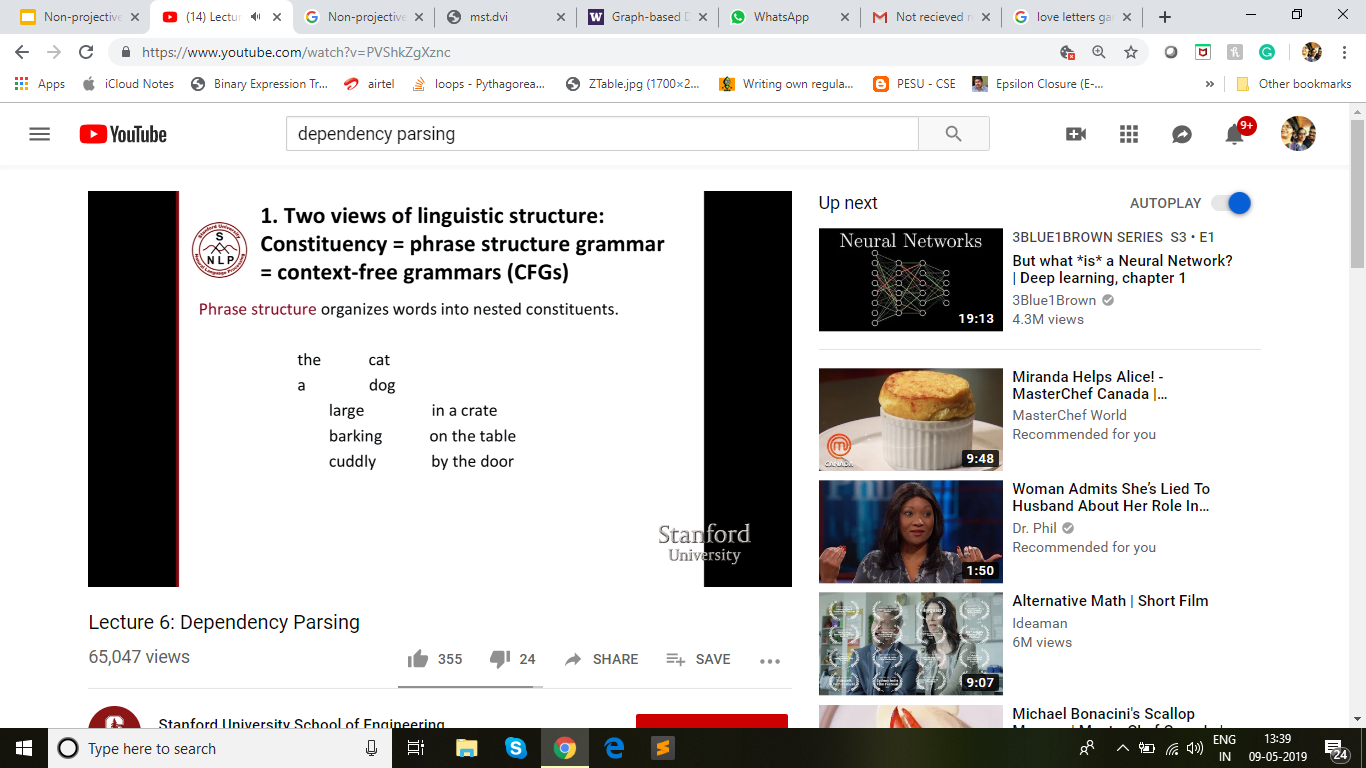 Non-projective
(14) Lectur
Non-projective
mst.dvi
Graph-based D
WhatsApp
Not recieved n
love letters ga
https://www.youtube.com/watch?v=PVShkZgXznc
Apps
iCloud Notes
Binary Expression Tr...
airtel
loops - Pythagorea...
ZTable.jpg (1700×2...
Writing own regula...
PESU - CSE
Epsilon Closure (E-...
»
Other bookmarks
YouTube
dependency parsing
9+
1. Two views of linguistic structure:
Constituency = phrase structure grammar
= context-free grammars (CFGs)
Stanford University
S
N L P
Natural Language Processing
Phrase structure organizes words into nested constituents.
the cat
a dog
large in a crate
barking on the table
cuddly by the door
Stanford
University
Lecture 6: Dependency Parsing
65,047 views
355
24
SHARE
SAVE
Stanford University School of Engineering
Up next
AUTOPLAY
Neural Networks
19:13
3BLUE1BROWN SERIES S3 • E1
But what *is* a Neural Network?
| Deep learning, chapter 1
3Blue1Brown
4.3M views
CANADA
9:48
Miranda Helps Alice! -
MasterChef Canada |...
MasterChef World
Recommended for you
Phil
1:50
Woman Admits She's Lied To
Husband About Her Role In...
Dr. Phil
Recommended for you
9:07
Alternative Math | Short Film
Ideaman
6M views
Michael Bonacini's Scallop
Type here to search
ENG
IN
13:39
09-05-2019
24